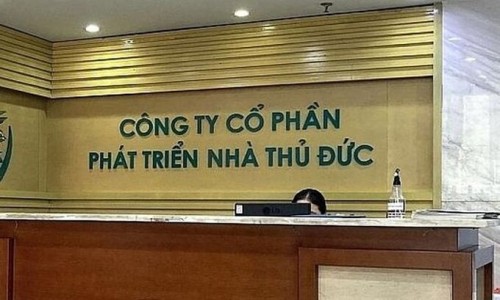 CÔNG TY CỔ PHẦN
PHÁT TRIỂN NHÀ THỦ ĐỨC